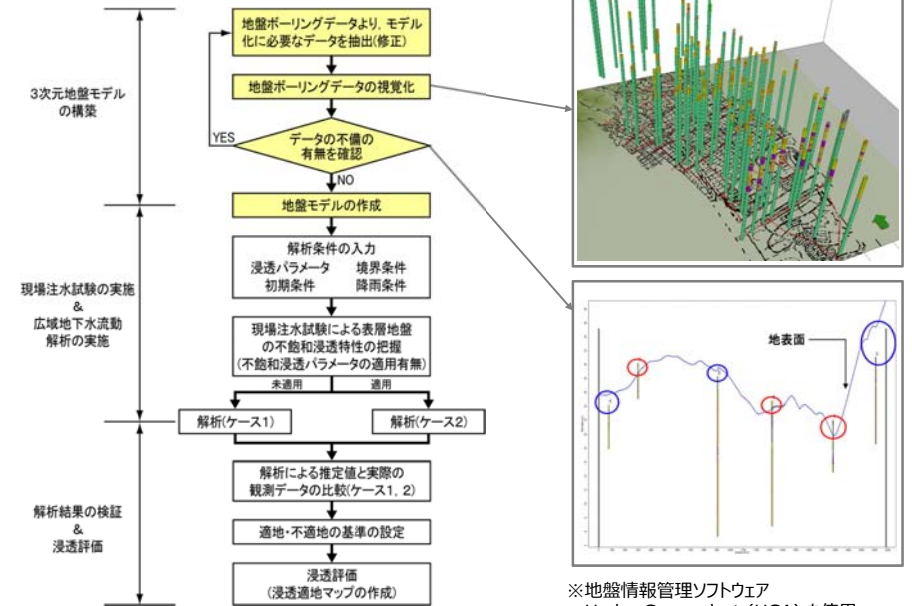 地盤ボーリングデータより, モデル
化に必要なデータを抽出(修正)
地盤ボーリングデータの視覚化
3次元地盤モデル
の構築
YES
データの不備の
有無を確認
NO
地盤モデルの作成
解析条件の入力
浸透パラメータ 境界条件
初期条件 降雨条件
現場注水試験の実施
&
広域地下水流動
解析の実施
現場注水試験による表層地盤
の不飽和浸透特性の把握
(不飽和浸透パラメータの適用有無)
未適用 適用
解析(ケース1) 解析(ケース2)
解析による推定値と実際の
観測データの比較(ケース1, 2)
解析結果の検証
&
浸透評価
適地・不適地の基準の設定
浸透評価
(浸透適地マップの作成)
地表面
※地盤情報管理ソフトウェア